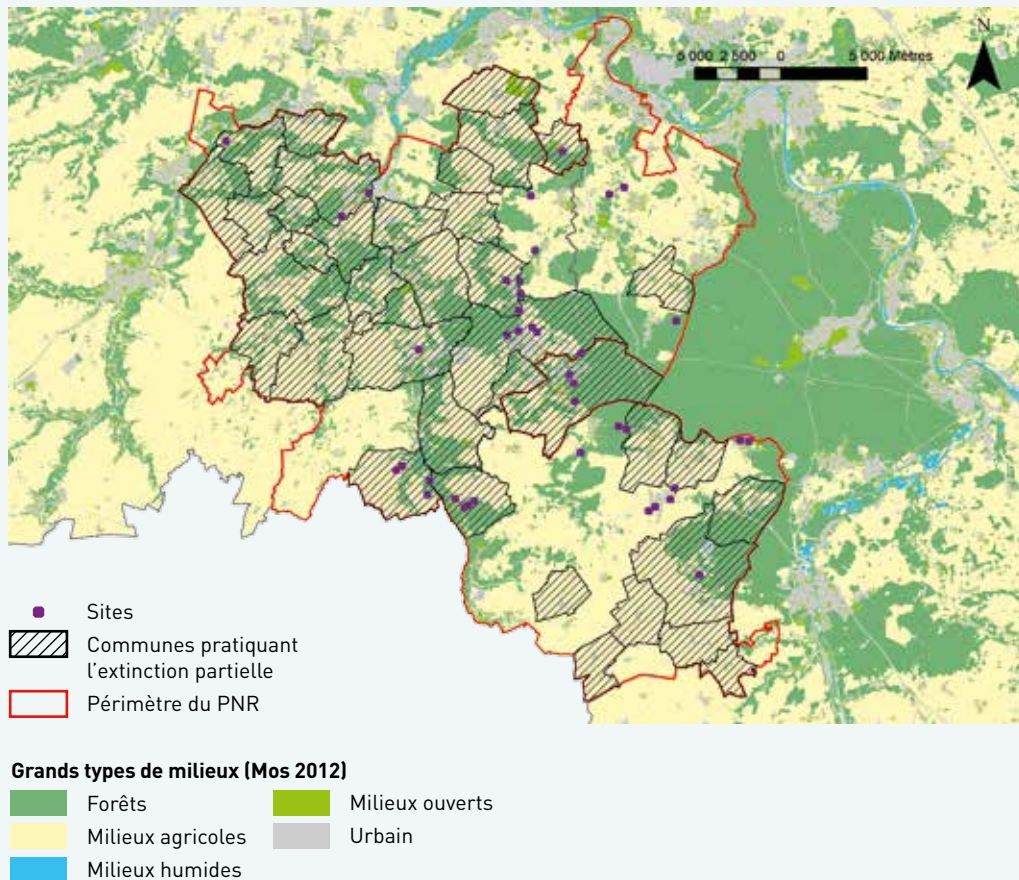 N
5 000 2 500 0 5 000 Mètres
Sites
Communes pratiquant
l'extinction partielle
Périmètre du PNR
Grands types de milieux (Mos 2012)
Forêts
Milieux ouverts
Milieux agricoles
Urbain
Milieux humides